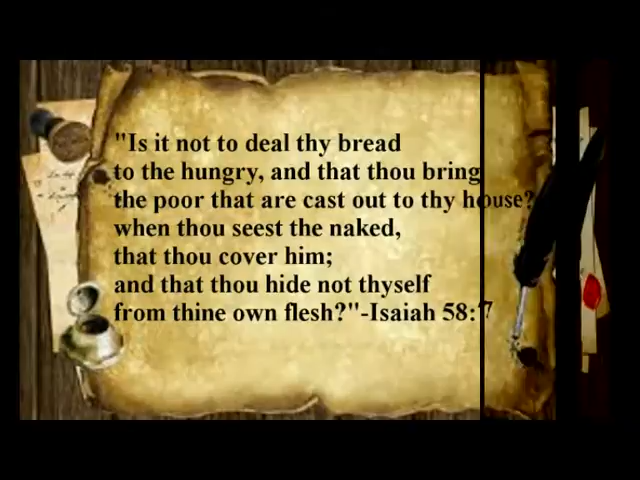 "Is it not to deal thy bread
to the hungry, and that thou bring
the poor that are cast out to thy house?
when thou seest the naked,
that thou cover him;
and that thou hide not thyself
from thine own flesh?"-Isaiah 58:7